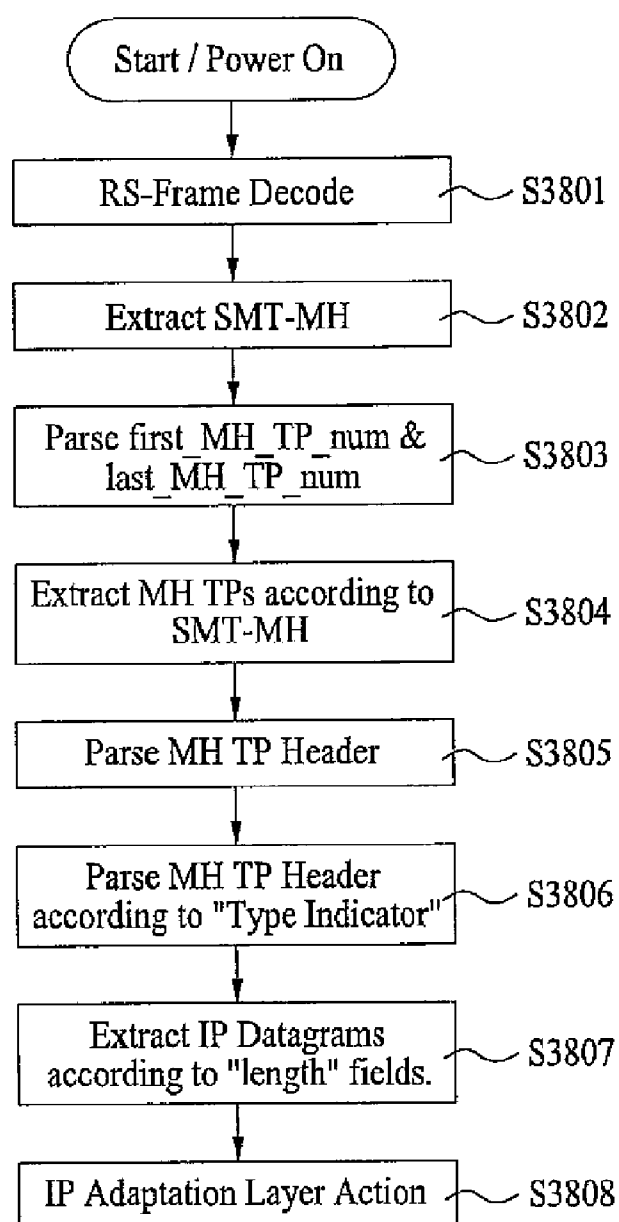 Start / Power On
RS-Frame Decode
S3801
Extract SMT-MH
S3802
Parse first_MH_TP_num &
last_MH_TP_num
S3803
Extract MH TPs according to
SMT-MH
S3804
Parse MH TP Header
S3805
Parse MH TP Header
according to "Type Indicator"
S3806
Extract IP Datagrams
according to "length" fields.
S3807
IP Adaptation Layer Action
S3808